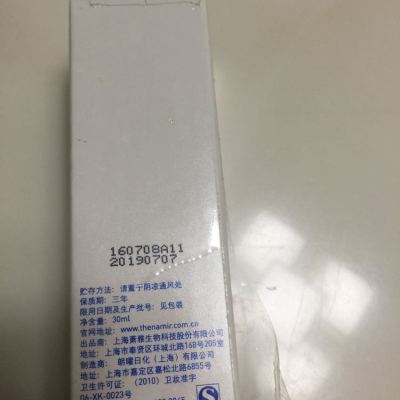 160708A11
20190707
贮存方法：请置于阴凉通风处
保质期：三年
限用日期及生产批号：见包装
净含量：30ml
官网地址：www.thenamir.com.cn
出品商：上海萧雅生物科技股份有限公司
地址：上海市奉贤区环城北路168号205室
制造商：明耀日化（上海）有限公司
地址：上海市嘉定区嘉松北路6855号
卫生许可证：（2010）卫妆准字
06-XK-0023号